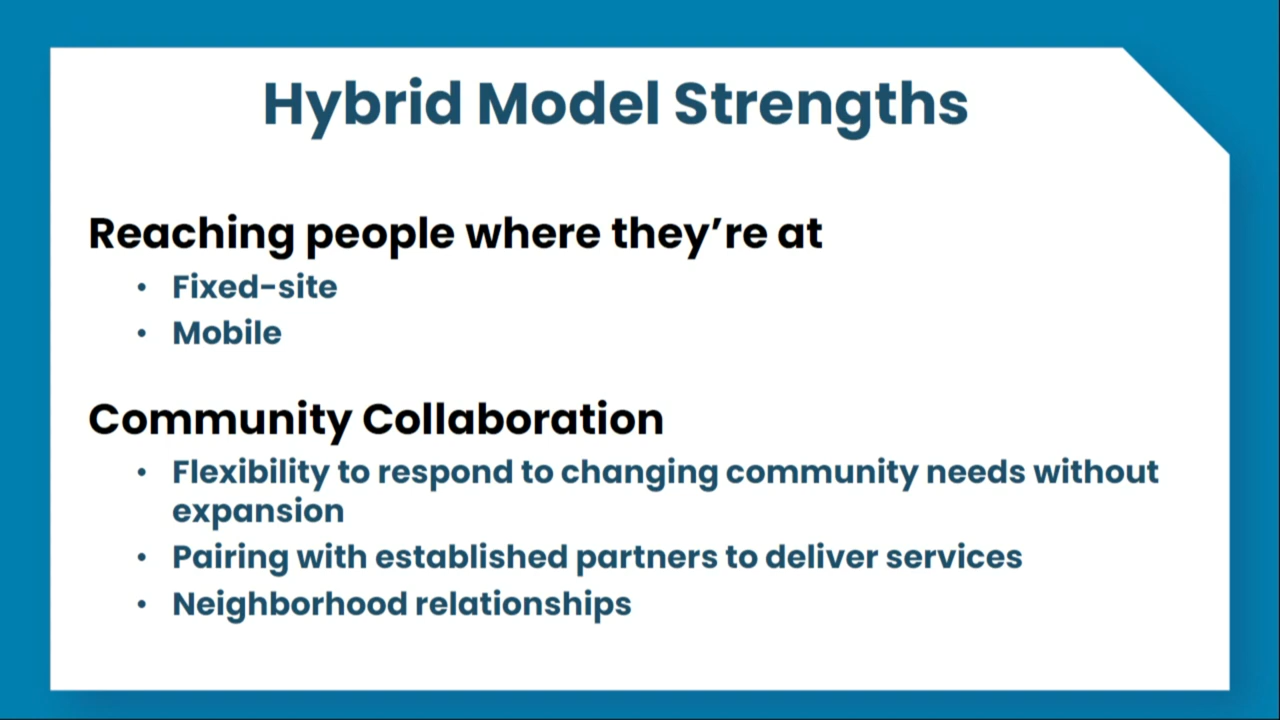 Hybrid Model Strengths
Reaching people where they’re at
• Fixed-site
• Mobile
Community Collaboration
• Flexibility to respond to changing community needs without
expansion
• Pairing with established partners to deliver services
• Neighborhood relationships